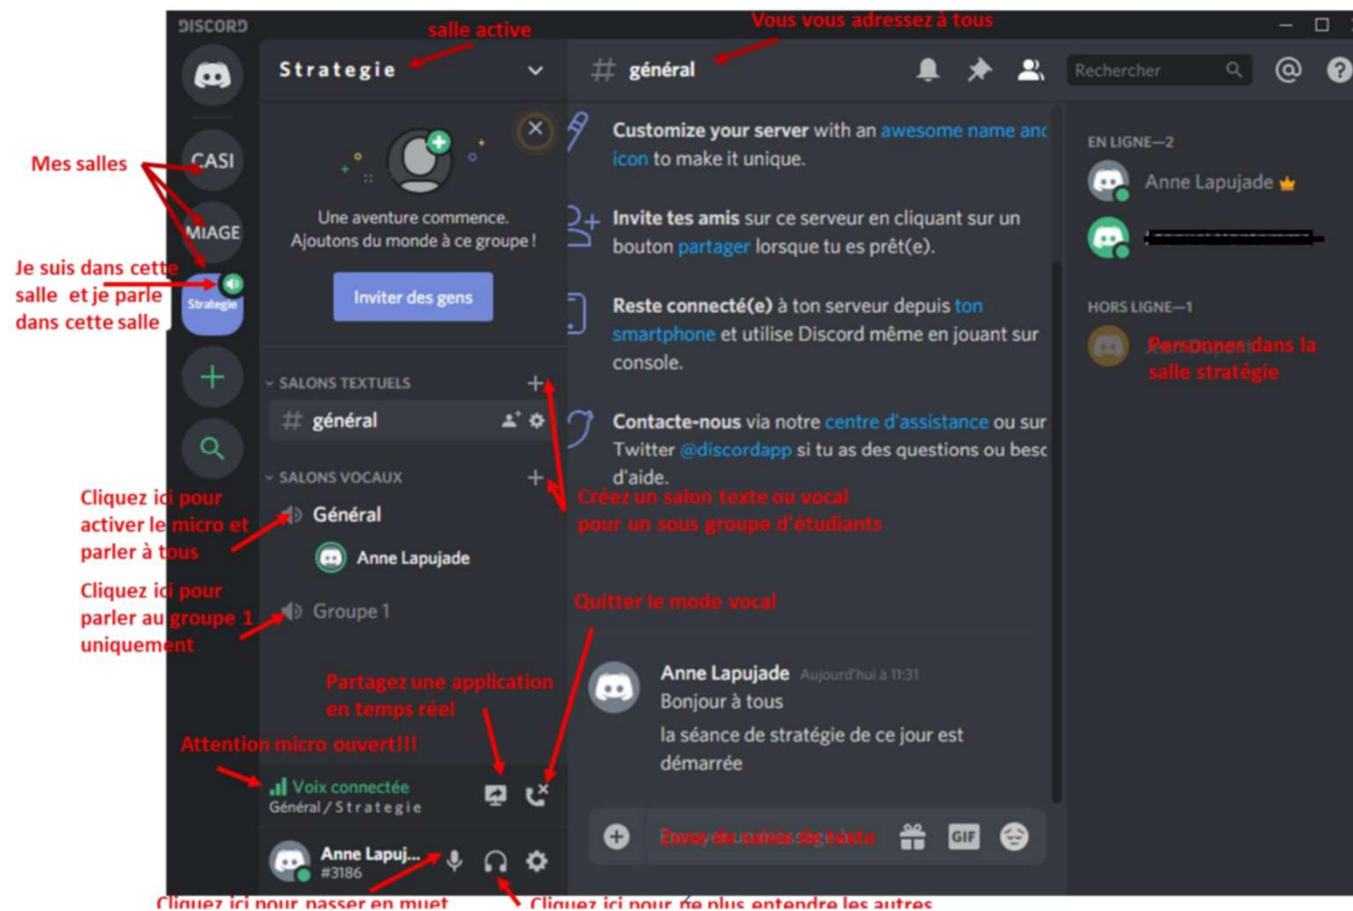 DISCORD
salle active
Vous vous adressez à tous
Strategie
# général
Rechercher
Mes salles
CASI
MIAGE
Strategie
Je suis dans cette
salle et je parle
dans cette salle
Une aventure commence.
Ajoutons du monde à ce groupe !
Inviter des gens
SALONS TEXTUELS
# général
SALONS VOCAUX
Général
Anne Lapujade
Groupe 1
Cliquez ici pour
activer le micro et
parler à tous
Cliquez ici pour
parler au groupe 1
uniquement
Partagez une application
en temps réel
Attention micro ouvert!!!
Voix connectée
Général / Strategie
Anne Lapuj...
#3186
Cliquez ici pour passer en muet
Customize your server with an awesome name and
icon to make it unique.
Invite tes amis sur ce serveur en cliquant sur un
bouton partager lorsque tu es prêt(e).
Reste connecté(e) à ton serveur depuis ton
smartphone et utilise Discord même en jouant sur
console.
Contacte-nous via notre centre d'assistance ou sur
Twitter @discordapp si tu as des questions ou besc
d'aide.
Créez un salon texte ou vocal
pour un sous groupe d'étudiants
Quitter le mode vocal
Anne Lapujade Aujourd'hui à 11:31
Bonjour à tous
la séance de stratégie de ce jour est
démarrée
GIF
Cliquez ici pour ne plus entendre les autres
EN LIGNE—2
Anne Lapujade
HORS LIGNE—1
Personnes dans la
salle stratégie